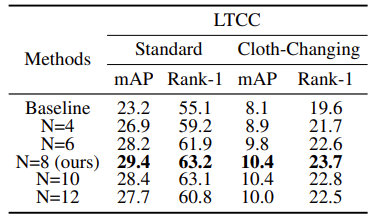 LTCC
Methods Standard Cloth-Changing
mAP Rank-1 mAP Rank-1
Baseline 23.2 55.1 8.1 19.6
N=4 26.9 59.2 8.9 21.7
N=6 28.2 61.9 9.8 22.6
N=8 (ours) 29.4 63.2 10.4 23.7
N=10 28.4 63.1 10.4 22.8
N=12 27.7 60.8 10.0 22.5